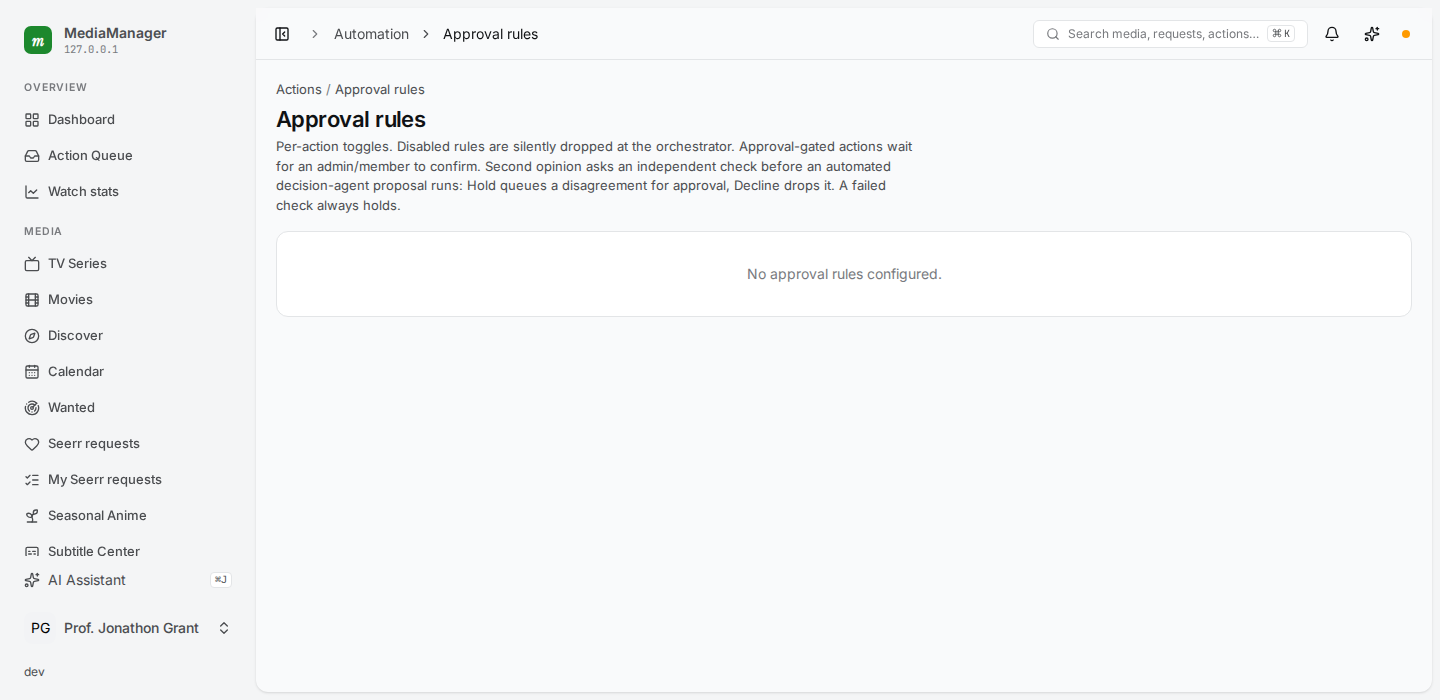 m
MediaManager
127.0.0.1
OVERVIEW
Dashboard
Action Queue
Watch stats
MEDIA
TV Series
Movies
Discover
Calendar
Wanted
Seerr requests
My Seerr requests
Seasonal Anime
Subtitle Center
AI Assistant ⌘J
PG Prof. Jonathon Grant
dev
Automation Approval rules
Search media, requests, actions... ⌘ K
Actions / Approval rules
Approval rules
Per-action toggles. Disabled rules are silently dropped at the orchestrator. Approval-gated actions wait
for an admin/member to confirm. Second opinion asks an independent check before an automated
decision-agent proposal runs: Hold queues a disagreement for approval, Decline drops it. A failed
check always holds.
No approval rules configured.